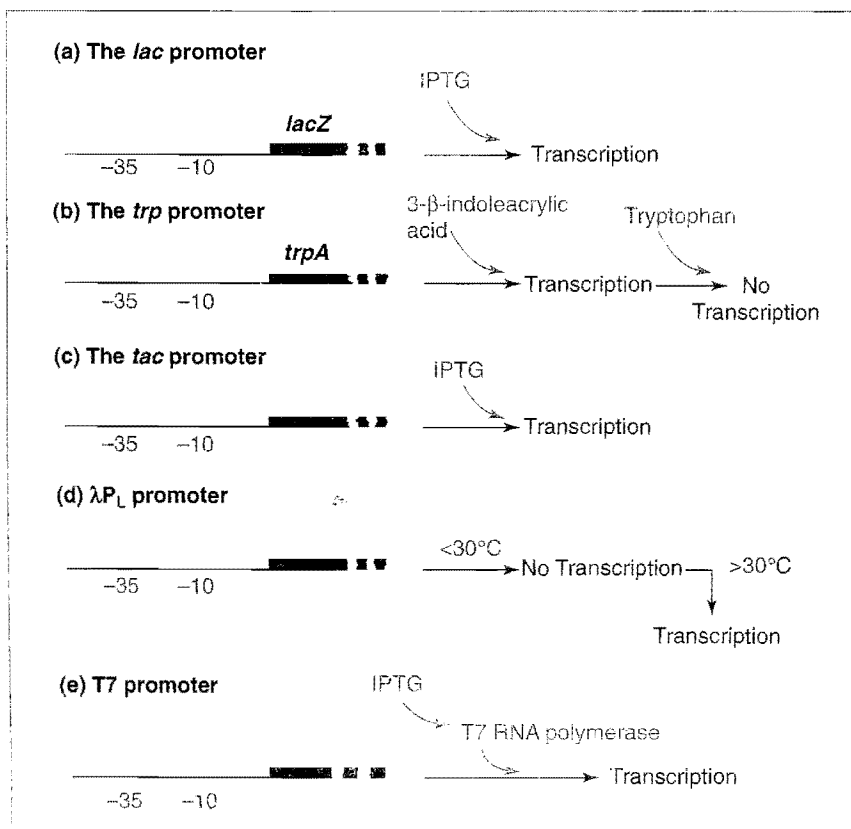 (a) The lac promoter
IPTG
lacZ
Transcription
–35 –10
(b) The trp promoter
3-β-indoleacrylic
acid
Tryptophan
trpA
Transcription
No
Transcription
–35 –10
(c) The tac promoter
IPTG
Transcription
–35 –10
(d) λPL promoter
<30°C
No Transcription
>30°C
–35 –10
Transcription
(e) T7 promoter
IPTG
T7 RNA polymerase
Transcription
–35 –10